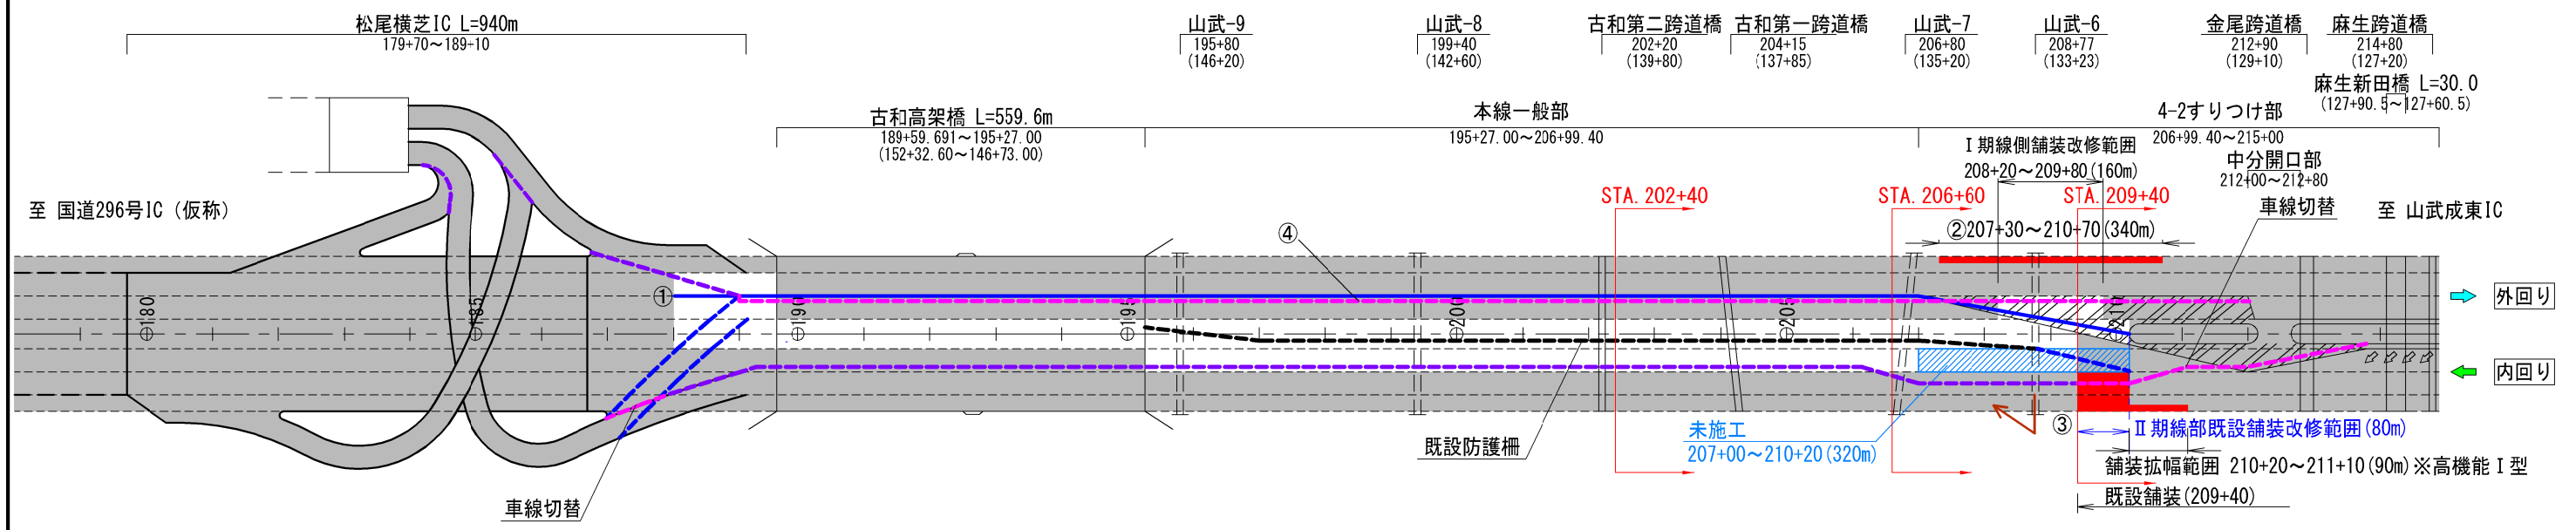 松尾横芝IC L=940m
179+70～189+10
山武-9
195+80
(146+20)
山武-8
199+40
(142+60)
古和第二跨道橋
202+20
(139+80)
古和第一跨道橋
204+15
(137+85)
山武-7
206+80
(135+20)
山武-6
208+77
(133+23)
金尾跨道橋
212+90
(129+10)
麻生跨道橋
214+80
(127+20)
麻生新田橋 L=30.0
(127+90.5～127+60.5)
古和高架橋 L=559.6m
189+59.691～195+27.00
(152+32.60～146+73.00)
本線一般部
195+27.00～206+99.40
4-2すりつけ部
206+99.40～215+00
Ⅰ期線側舗装改修範囲
208+20～209+80(160m)
中分開口部
212+00～212+80
至 国道296号IC（仮称）
STA. 202+40
STA. 206+60
STA. 209+40
車線切替
至 山武成東IC
④
②207+30～210+70(340m)
①
180
185
190
195
200
205
210
外回り
内回り
既設防護柵
未施工
207+00～210+20(320m)
③
Ⅱ期線部既設舗装改修範囲(80m)
舗装拡幅範囲 210+20～211+10(90m)※高機能Ⅰ型
既設舗装(209+40)
車線切替